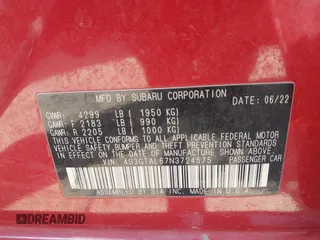 MFD BY SUBARU CORPORATION DATE: 06/22
GVWR: 4299 LB ( 1950 KG)
GAWR: F 2183 LB ( 990 KG)
GAWR: R 2205 LB ( 1000 KG)
THIS VEHICLE CONFORMS TO ALL APPLICABLE
FEDERAL MOTOR VEHICLE SAFETY, BUMPER, AND THEFT
PREVENTION STANDARDS IN EFFECT ON THE DATE OF
MANUFACTURE SHOWN ABOVE.
VIN: 4S3GTAL67N3724575 PASSENGER CAR
ASSEMBLED BY SIA INC. MADE IN U.S.A.